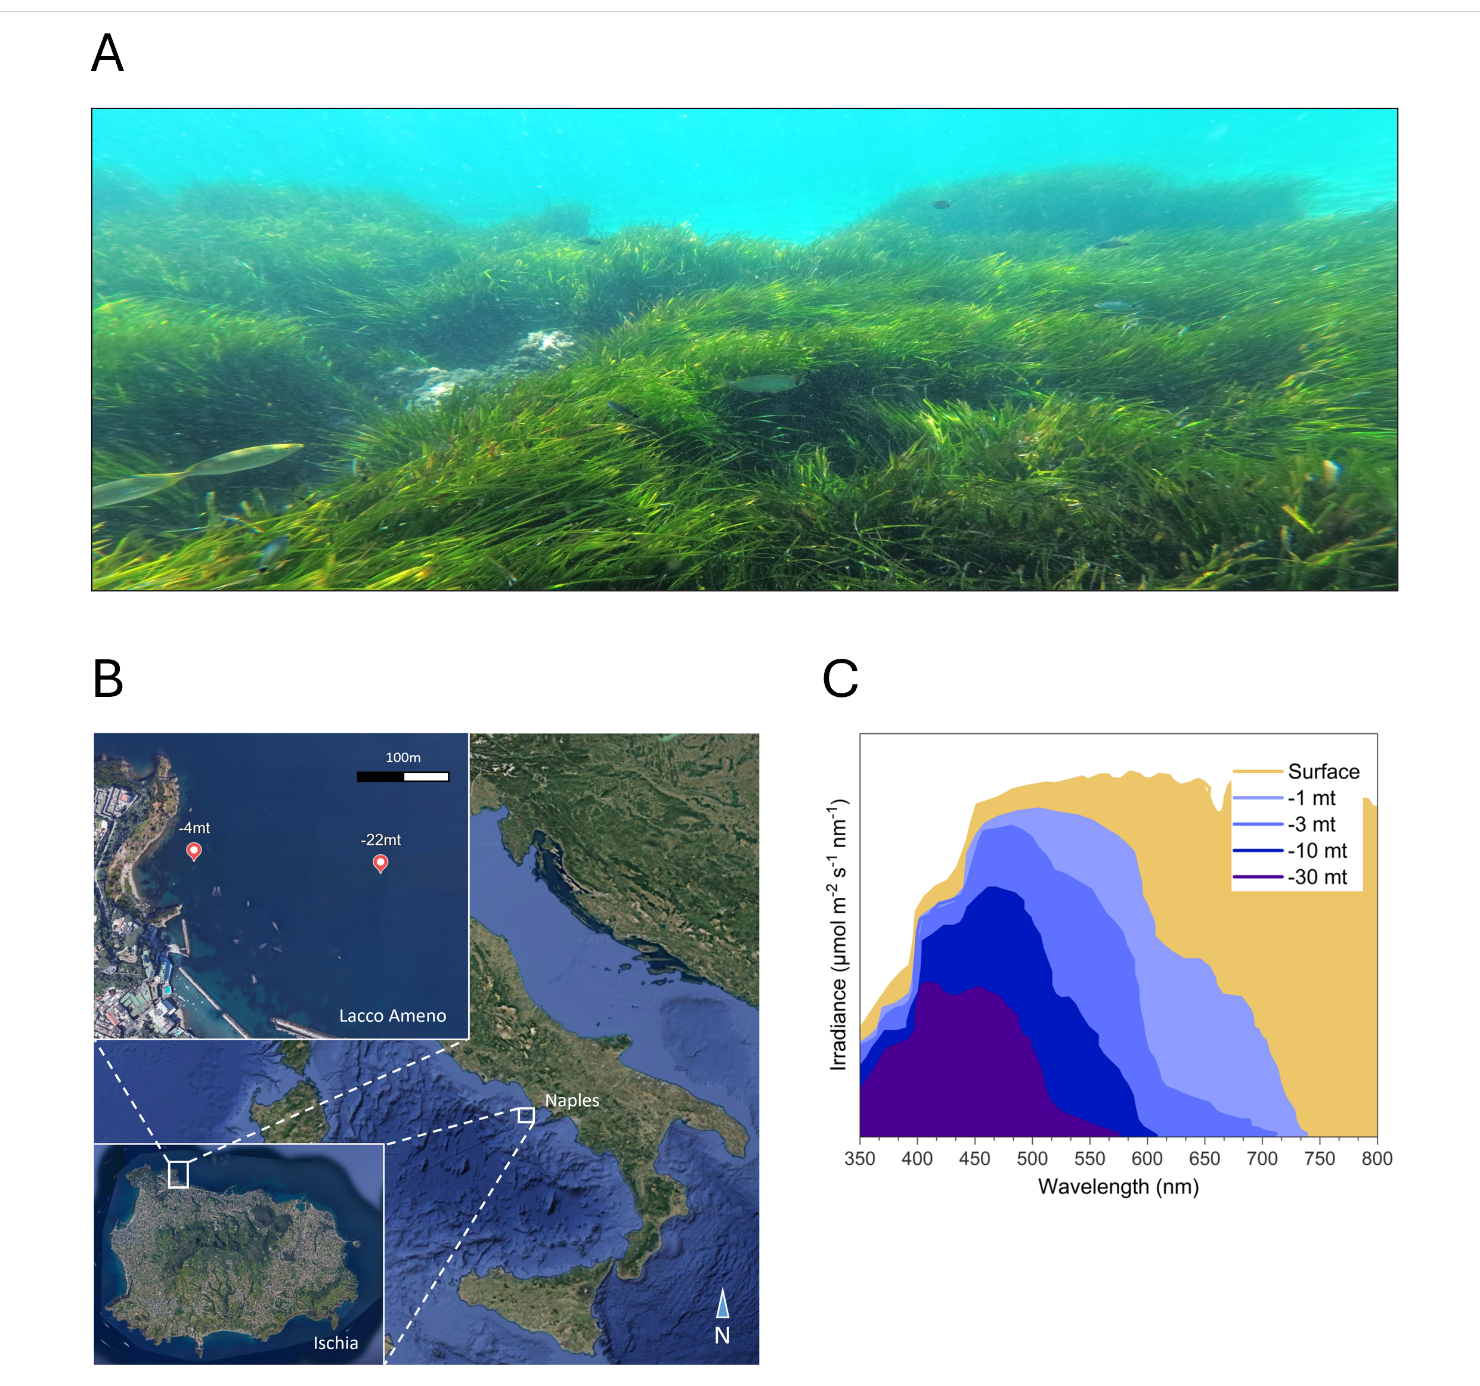 A
B
C
100m
-4mt
-22mt
Lacco Ameno
Naples
Ischia
N
Surface
-1 mt
-3 mt
-10 mt
-30 mt
Irradiance (µmol m⁻² s⁻¹ nm⁻¹)
350 400 450 500 550 600 650 700 750 800
Wavelength (nm)